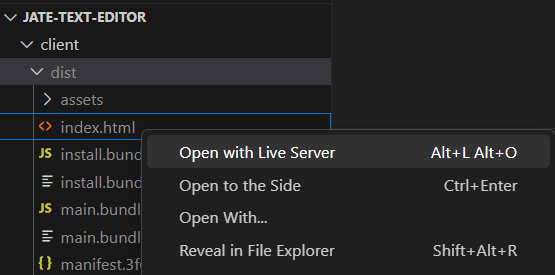 JATE-TEXT-EDITOR
client
dist
assets
<> index.html
Open with Live Server Alt+L Alt+O
JS install.bund
Open to the Side Ctrl+Enter
install.bund
Open With...
JS main.bundl
main.bundl
Reveal in File Explorer Shift+Alt+R
{} manifest.3f